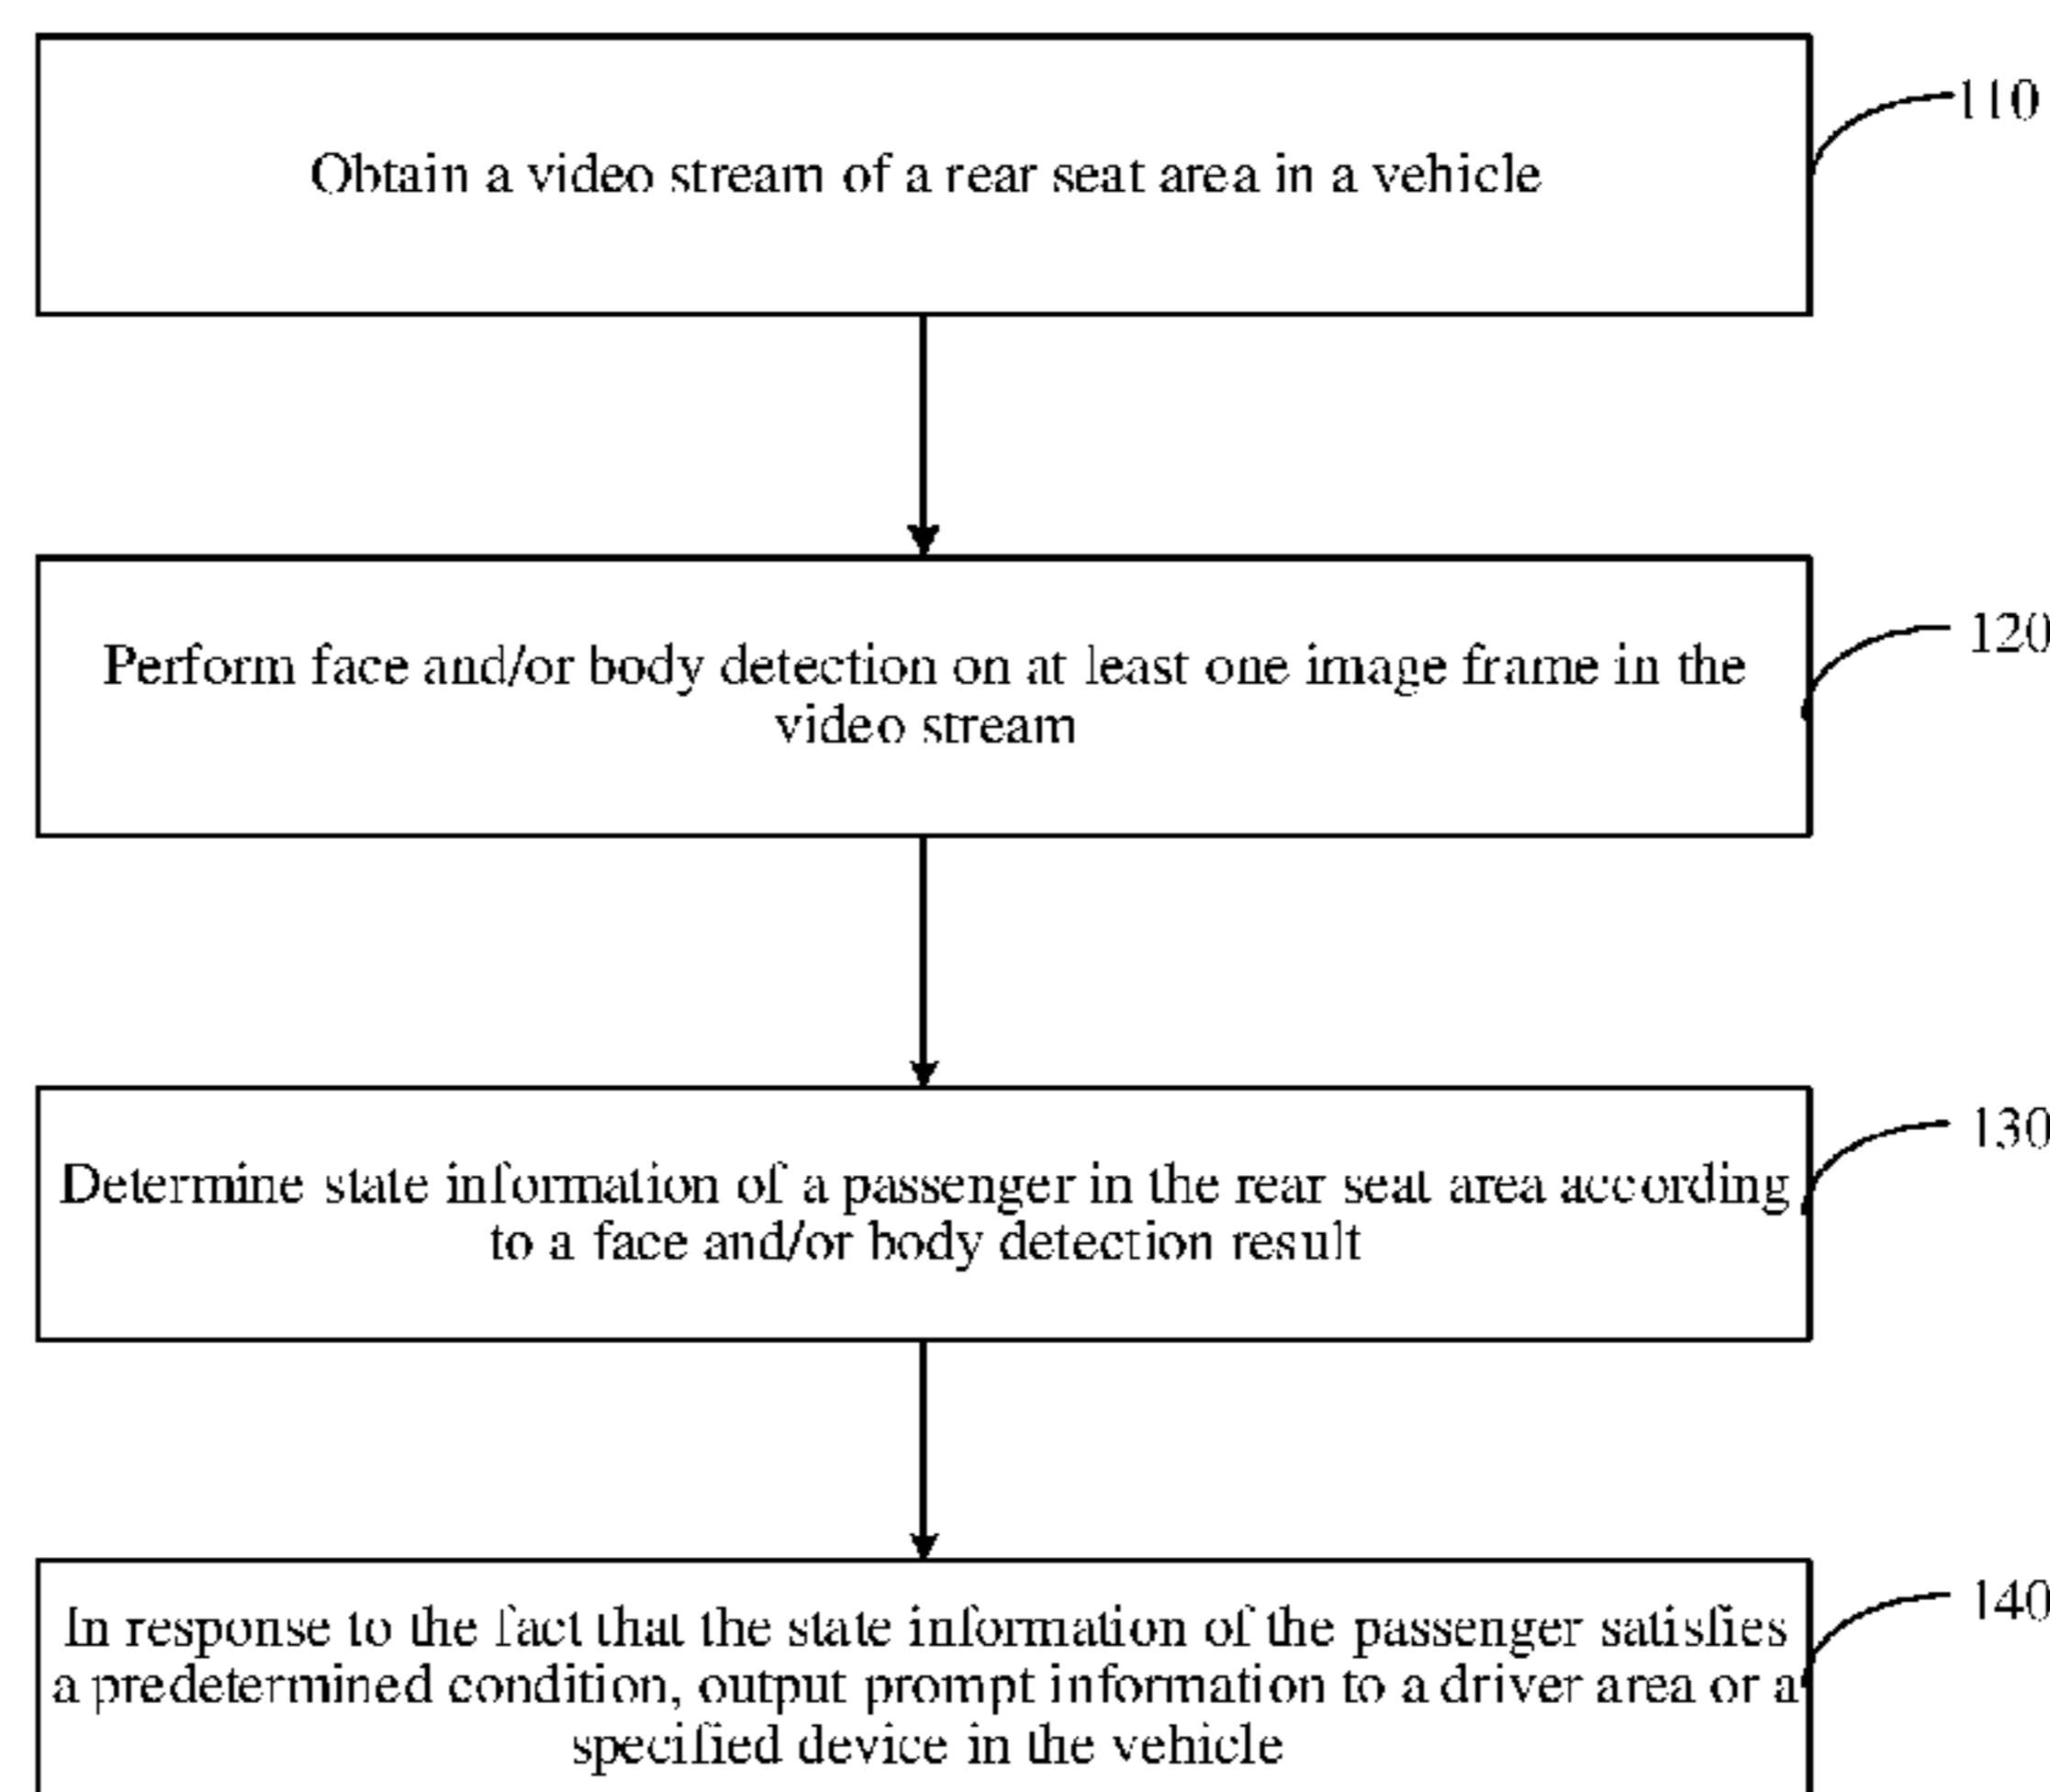 110
Obtain a video stream of a rear seat area in a vehicle
120
Perform face and/or body detection on at least one image frame in the
video stream
130
Determine state information of a passenger in the rear seat area according
to a face and/or body detection result
140
In response to the fact that the state information of the passenger satisfies
a predetermined condition, output prompt information to a driver area or a
specified device in the vehicle